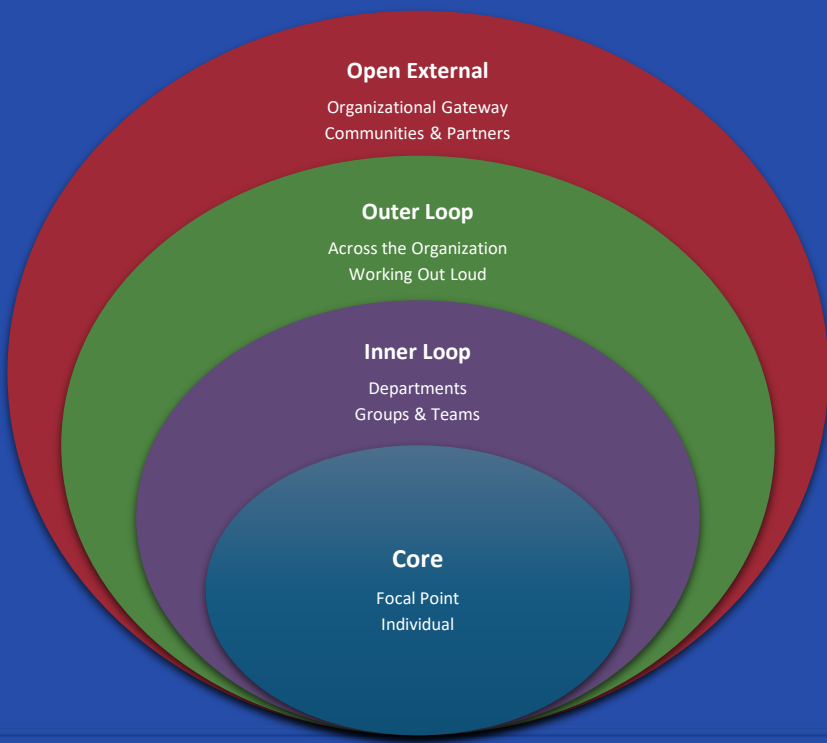 Open External
Organizational Gateway
Communities & Partners
Outer Loop
Across the Organization
Working Out Loud
Inner Loop
Departments
Groups & Teams
Core
Focal Point
Individual